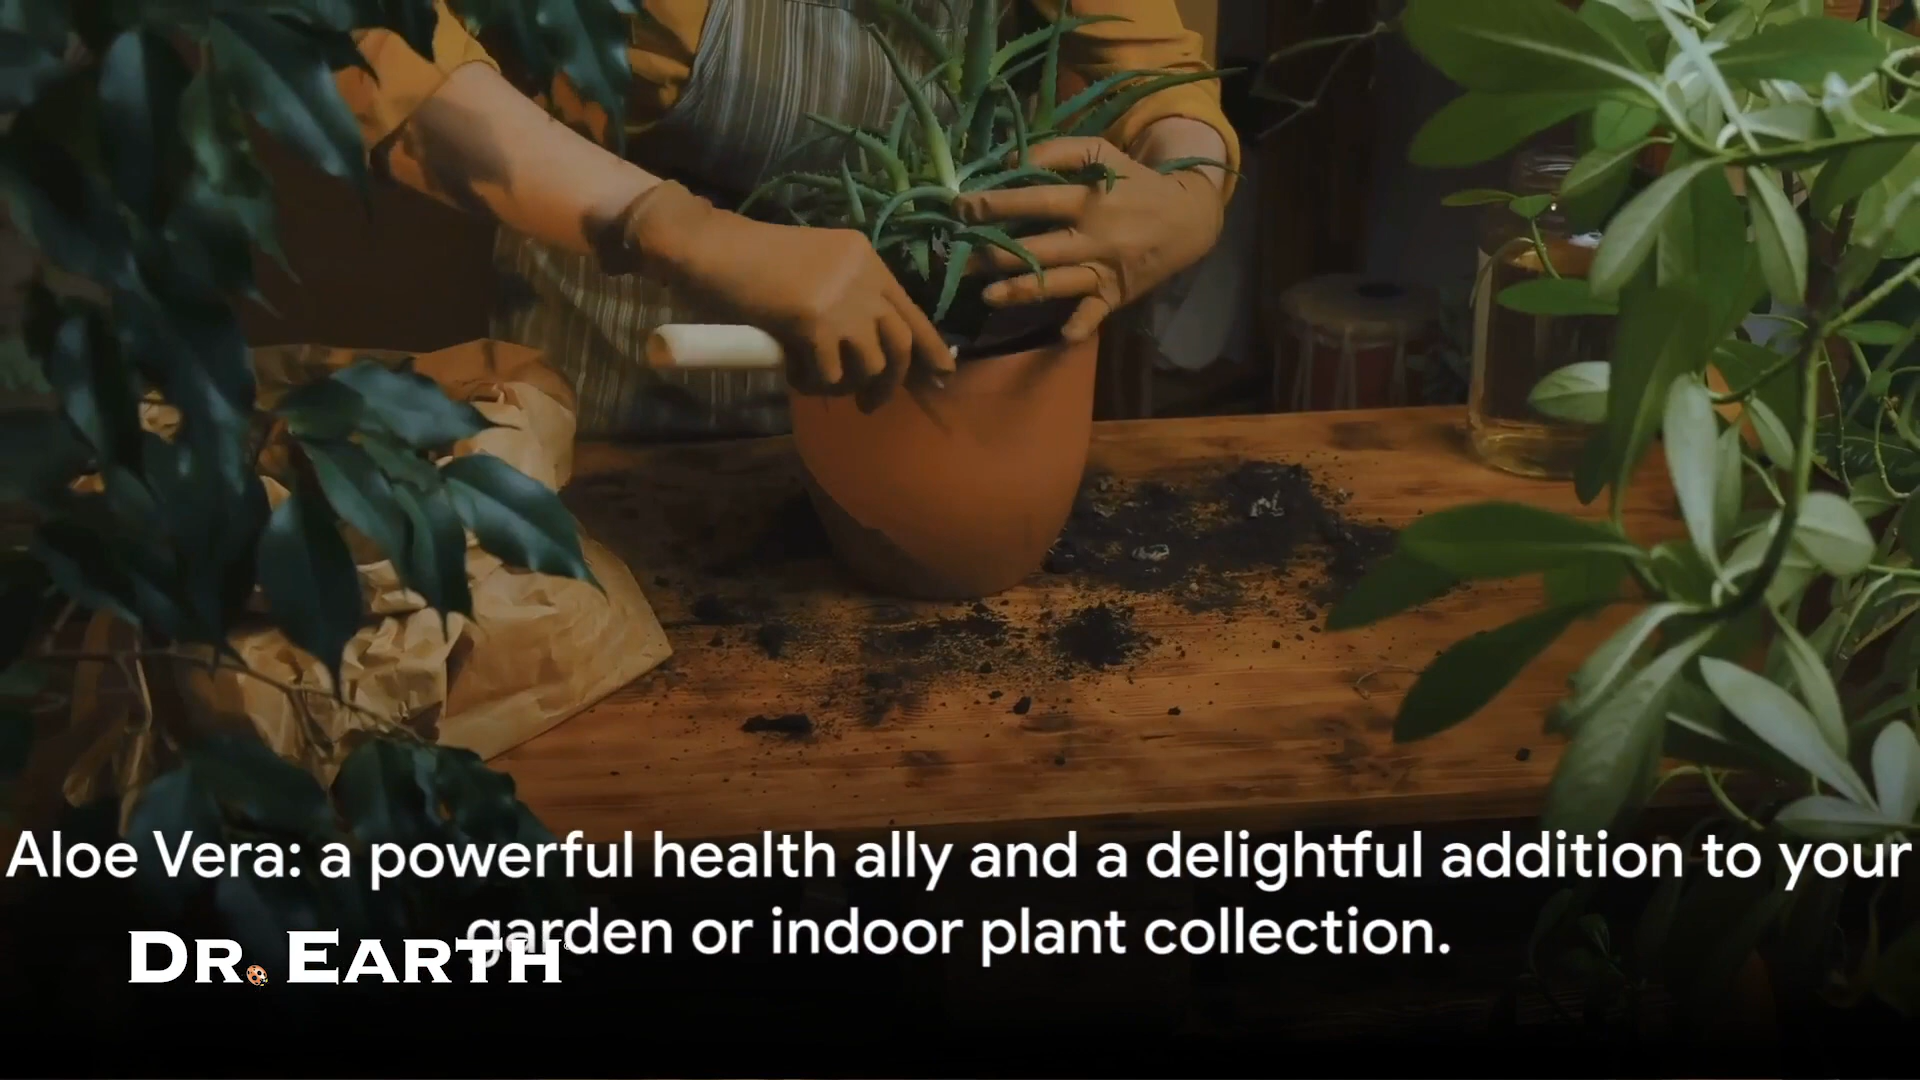 Aloe Vera: a powerful health ally and a delightful addition to your
garden or indoor plant collection.
DR. EARTH